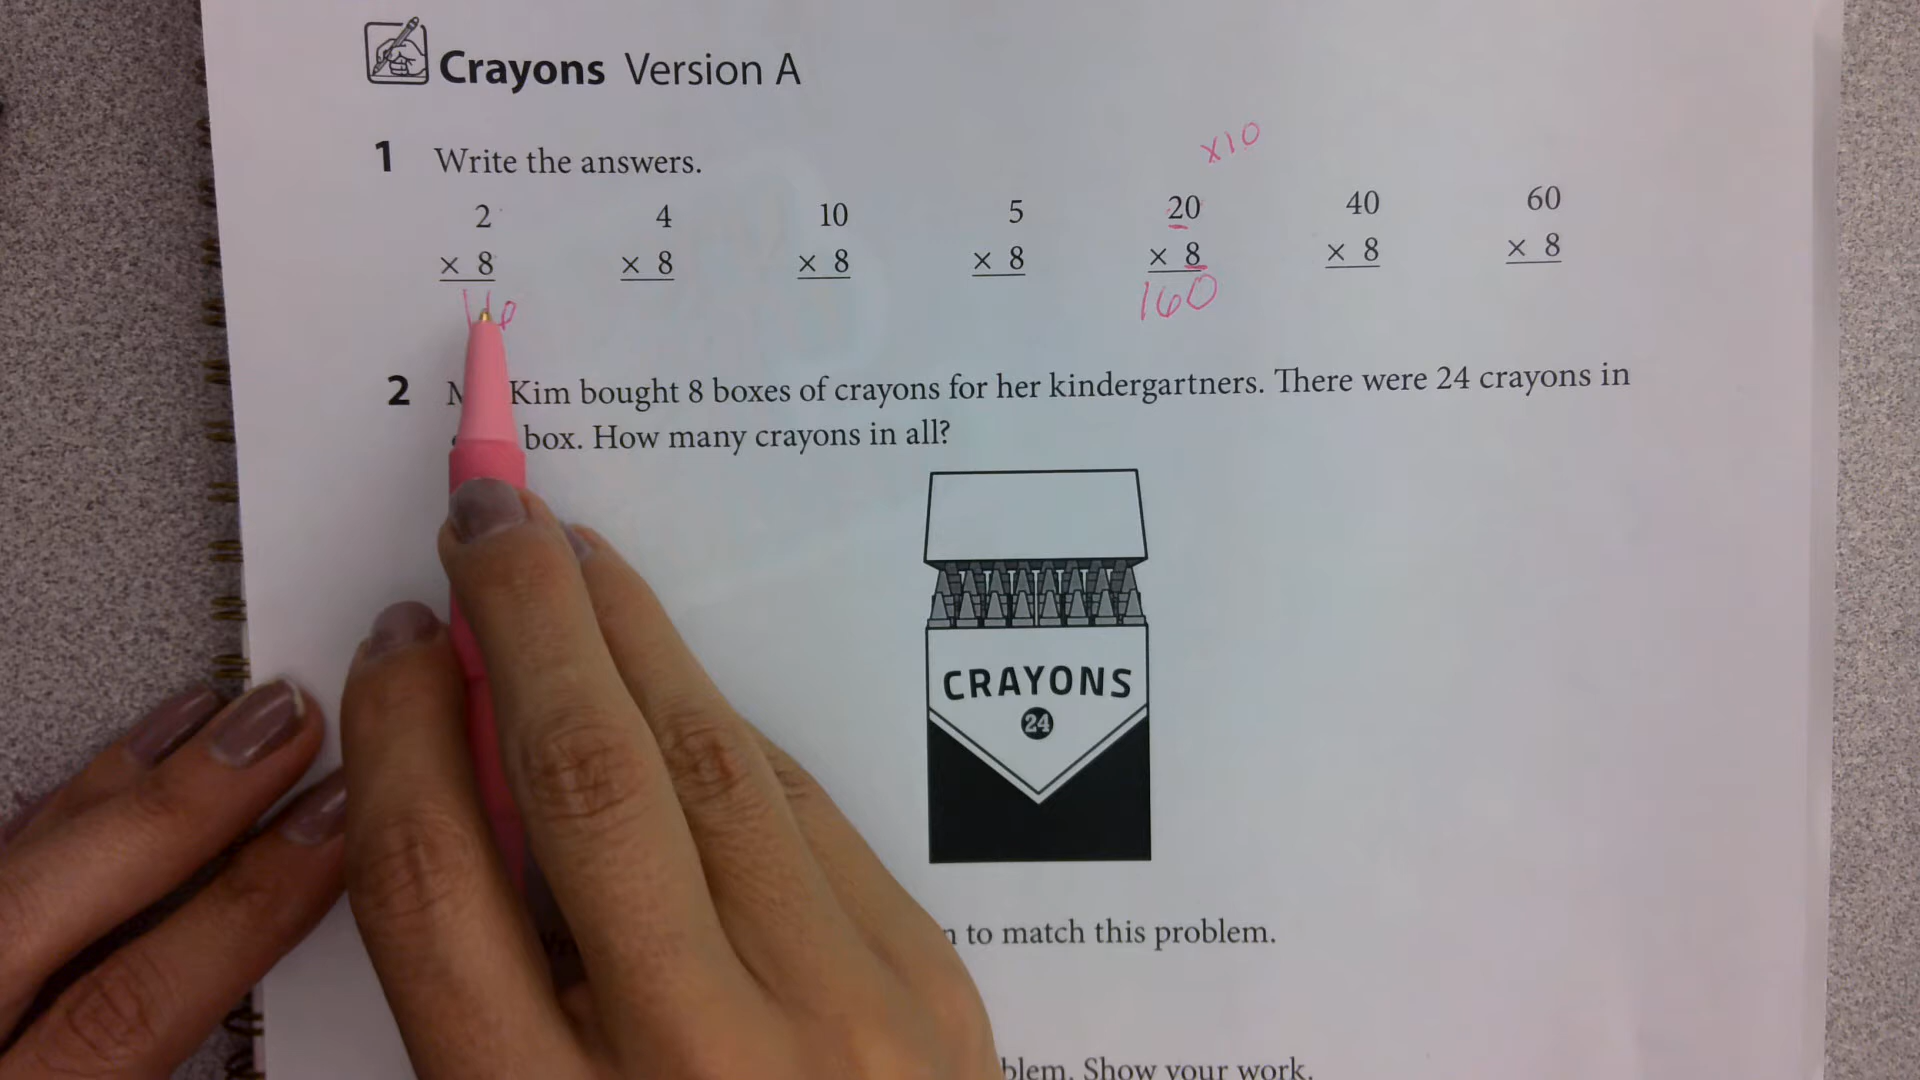 Crayons Version A
×10
1 Write the answers.
2 4 10 5 20 40 60
× 8 × 8 × 8 × 8 × 8 × 8 × 8
16 160
2 Kim bought 8 boxes of crayons for her kindergartners. There were 24 crayons in
box. How many crayons in all?
CRAYONS
24
to match this problem.
Show your work.